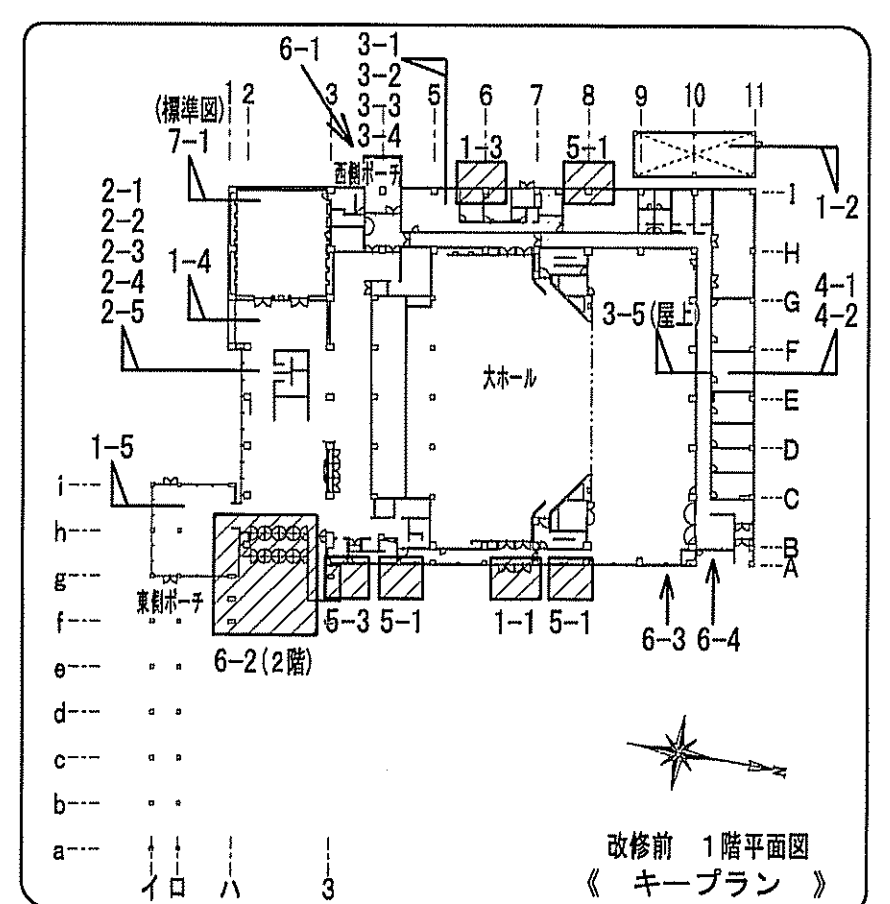 6-1
3-1
3-2
3-3
3-4
(標準図)
7-1
1 2 3 5 6 7 8 9 10 11
1-3
5-1
西側ポーチ
1-2
2-1
2-2
2-3
2-4
2-5
1-4
I
H
G
F
E
D
C
B
A
3-5(屋上)
4-1
4-2
大ホール
1-5
i
h
g
f
e
d
c
b
a
東側ポーチ
6-2(2階)
5-3
5-1
1-1
5-1
6-3
6-4
N
イ ロ ハ 3
改修前 1階平面図
《 キープラン 》